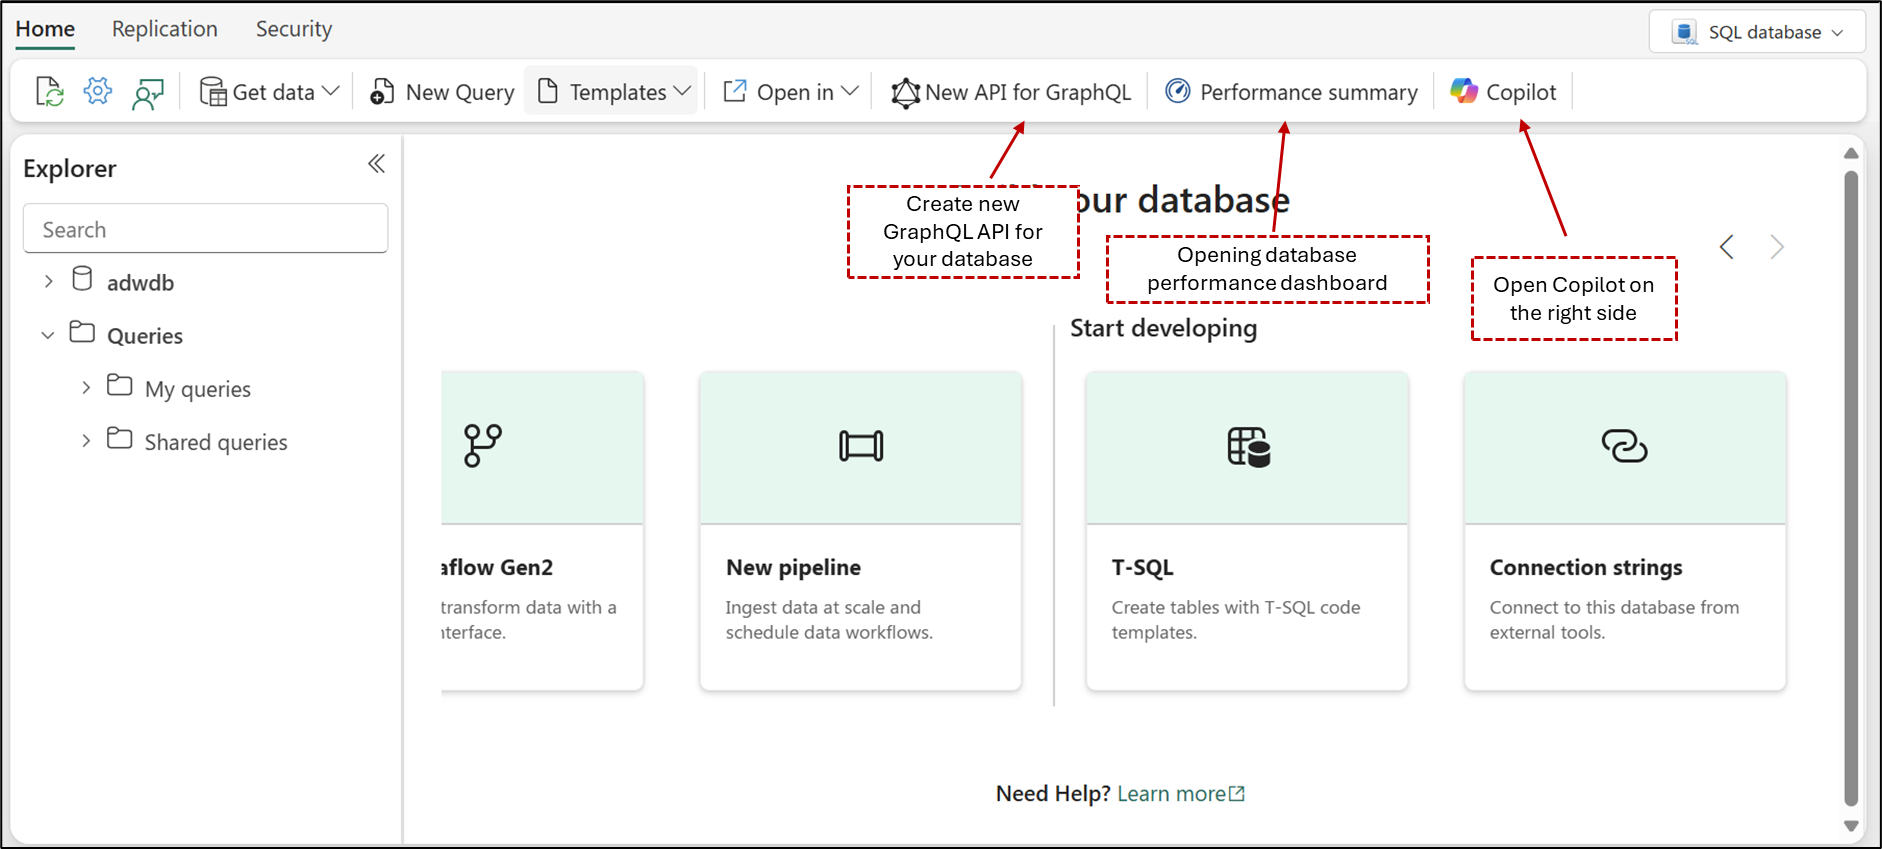 Home Replication Security
SQL database
Get data New Query Templates Open in New API for GraphQL Performance summary Copilot
Explorer
Search
adwdb
Queries
My queries
Shared queries
our database
Create new
GraphQL API for
your database
Opening database
performance dashboard
Open Copilot on
the right side
Start developing
aflow Gen2
transform data with a
nterface.
New pipeline
Ingest data at scale and
schedule data workflows.
T-SQL
Create tables with T-SQL code
templates.
Connection strings
Connect to this database from
external tools.
Need Help? Learn more